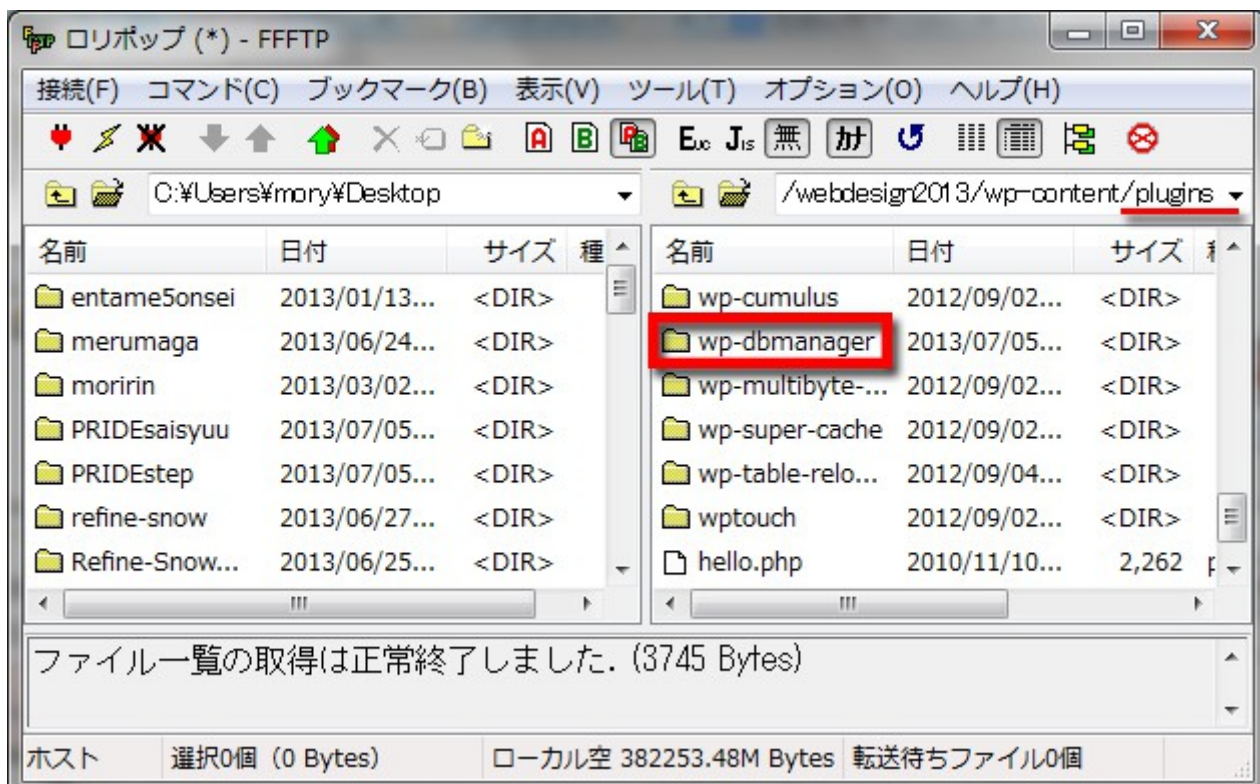 ロリポップ (*) - FFFTP
接続(F) コマンド(C) ブックマーク(B) 表示(V) ツール(T) オプション(O) ヘルプ(H)
A B Euc Jis 無 カナ
C:¥Users¥mory¥Desktop /webdesign2013/wp-content/plugins
名前 日付 サイズ 種 名前 日付 サイズ
entame5onsei 2013/01/13... <DIR> wp-cumulus 2012/09/02... <DIR>
merumaga 2013/06/24... <DIR> wp-dbmanager 2013/07/05... <DIR>
moririn 2013/03/02... <DIR> wp-multibyte-... 2012/09/02... <DIR>
PRIDEsaisyuu 2013/07/05... <DIR> wp-super-cache 2012/09/02... <DIR>
PRIDEstep 2013/07/05... <DIR> wp-table-relo... 2012/09/04... <DIR>
refine-snow 2013/06/27... <DIR> wptouch 2012/09/02... <DIR>
Refine-Snow... 2013/06/25... <DIR> hello.php 2010/11/10... 2,262
ファイル一覧の取得は正常終了しました. (3745 Bytes)
ホスト 選択0個 (0 Bytes) ローカル空 382253.48M Bytes 転送待ちファイル0個